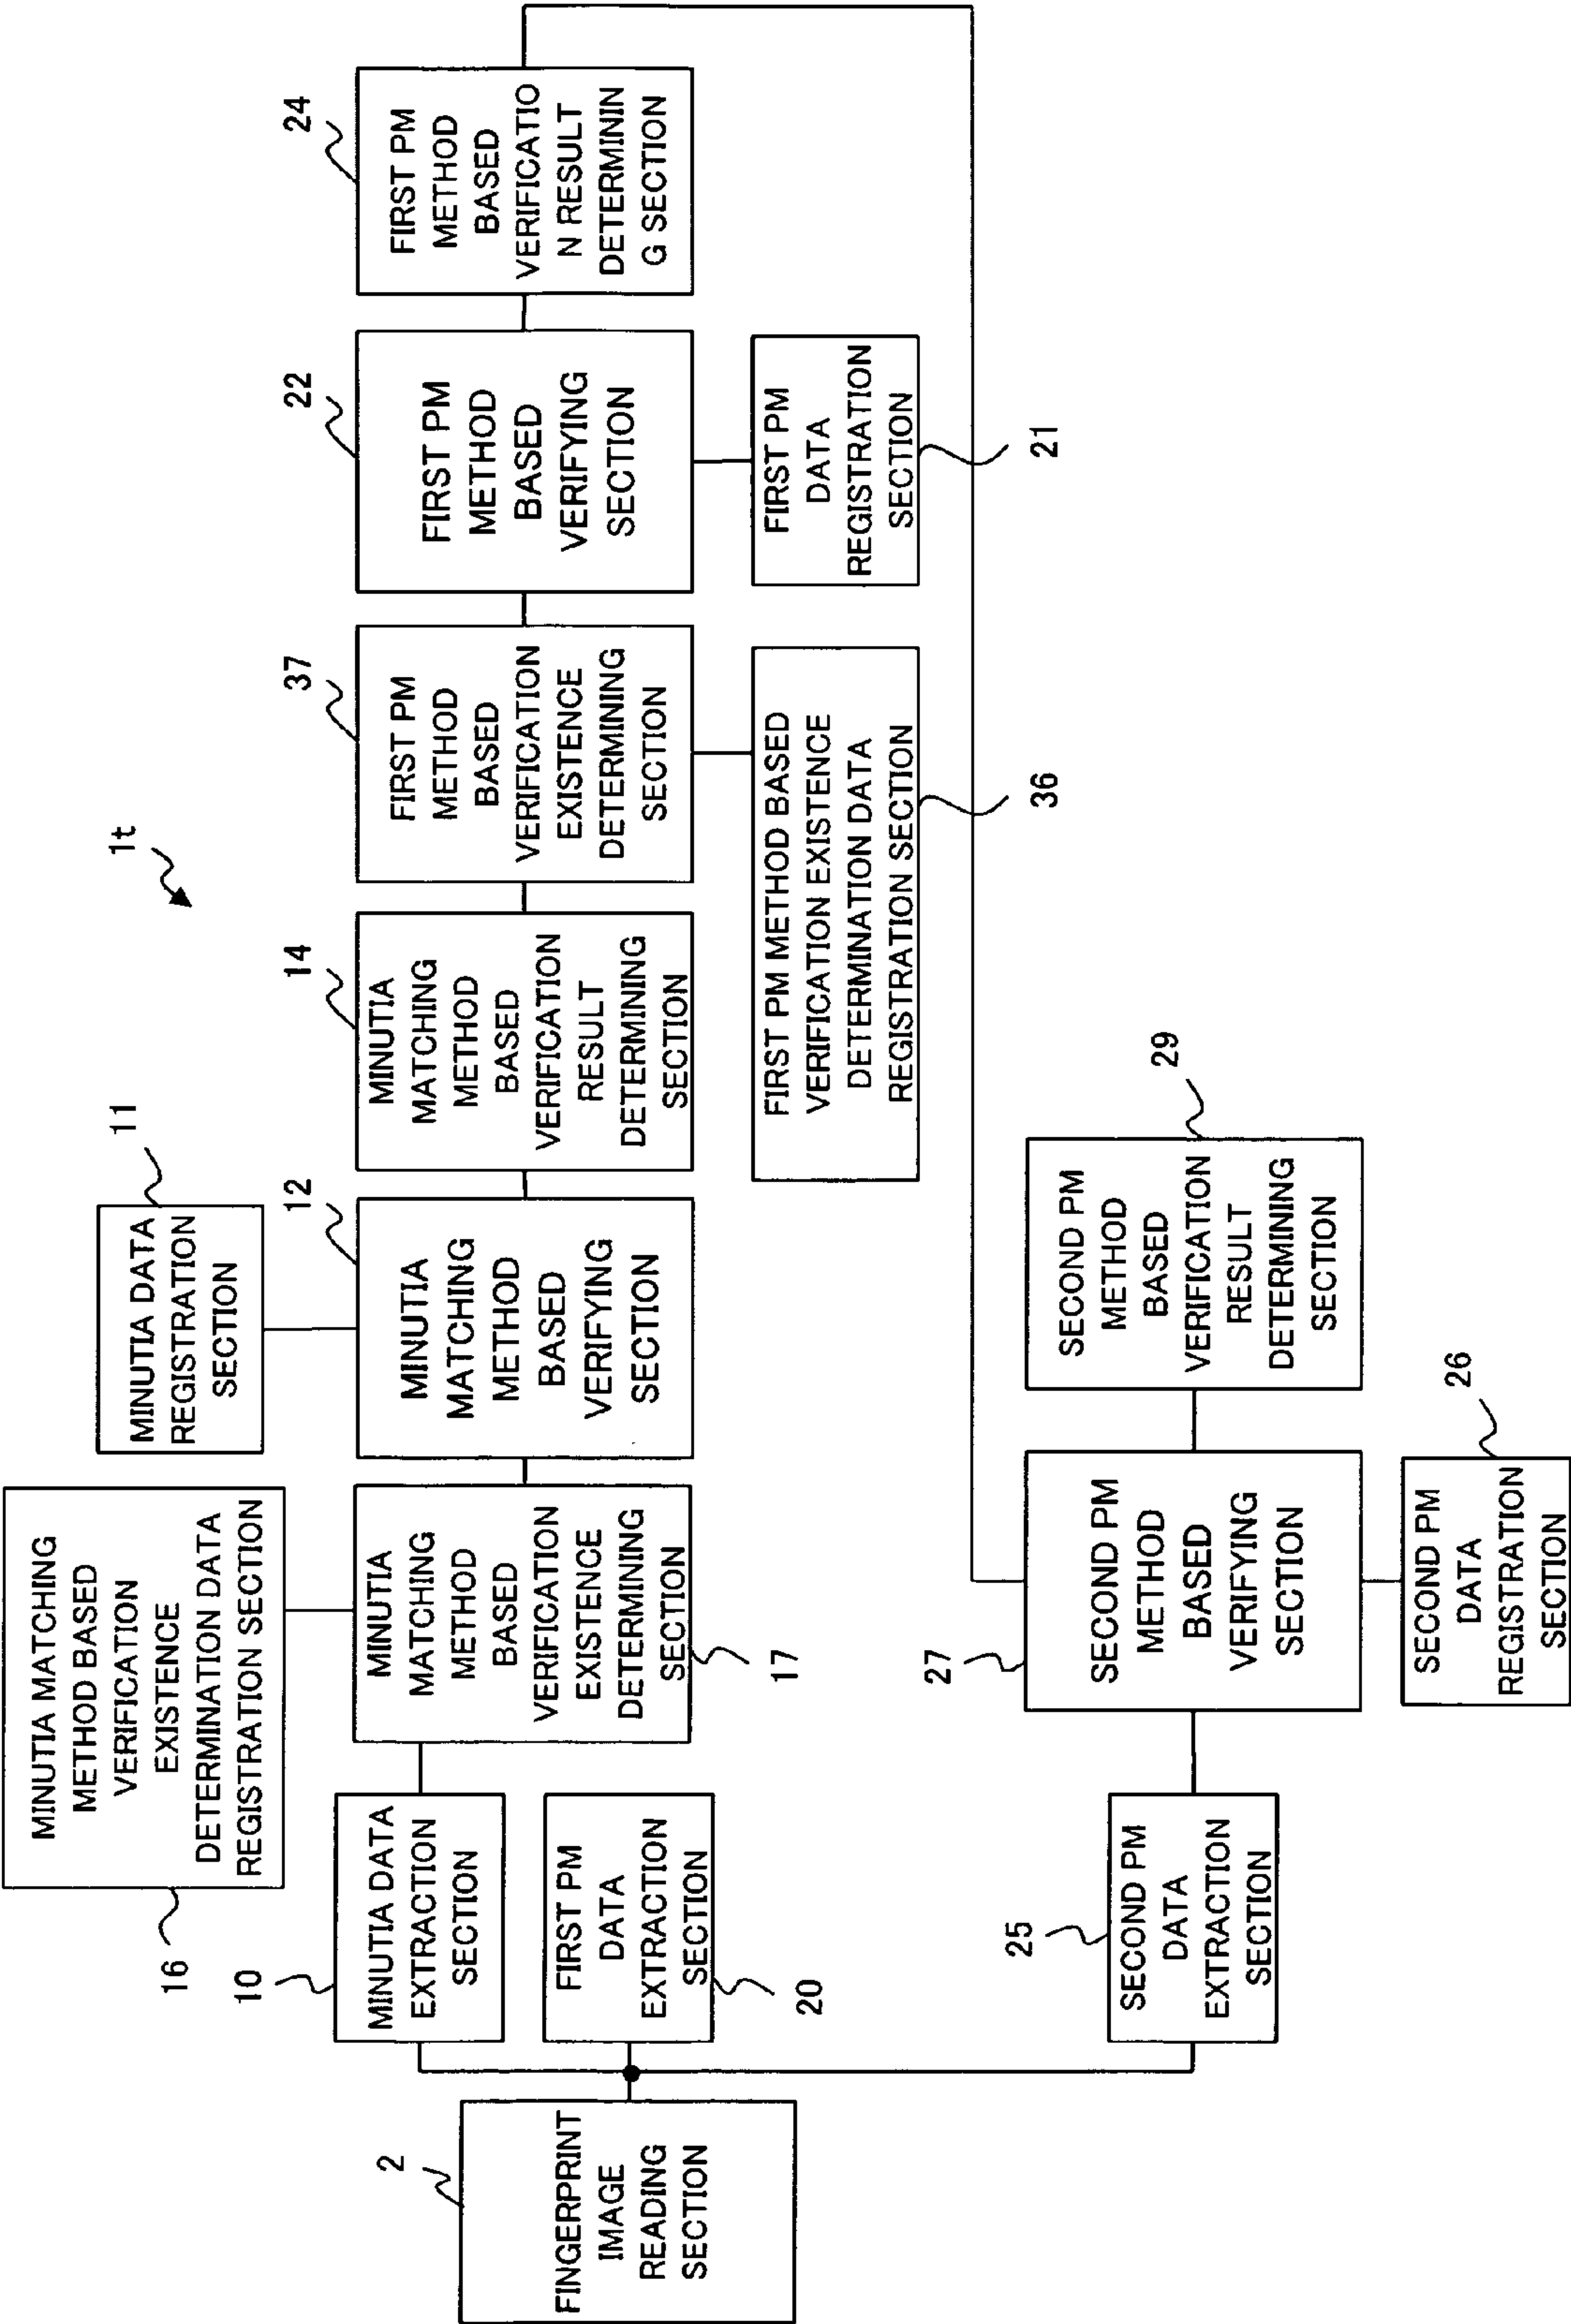 1t
2
FINGERPRINT
IMAGE
READING
SECTION
16
MINUTIA MATCHING
METHOD BASED
VERIFICATION
EXISTENCE
DETERMINATION DATA
REGISTRATION SECTION
10
MINUTIA DATA
EXTRACTION
SECTION
FIRST PM
DATA
EXTRACTION
SECTION
20
MINUTIA
MATCHING
METHOD
BASED
VERIFICATION
EXISTENCE
DETERMINING
SECTION
17
MINUTIA DATA
REGISTRATION
SECTION
11
12
MINUTIA
MATCHING
METHOD
BASED
VERIFYING
SECTION
14
MINUTIA
MATCHING
METHOD
BASED
VERIFICATION
RESULT
DETERMINING
SECTION
37
FIRST PM
METHOD
BASED
VERIFICATION
EXISTENCE
DETERMINING
SECTION
FIRST PM METHOD BASED
VERIFICATION EXISTENCE
DETERMINATION DATA
REGISTRATION SECTION
36
22
FIRST PM
METHOD
BASED
VERIFYING
SECTION
FIRST PM
DATA
REGISTRATION
SECTION
21
24
FIRST PM
METHOD
BASED
VERIFICATIO
N RESULT
DETERMININ
G SECTION
25
SECOND PM
DATA
EXTRACTION
SECTION
27
SECOND PM
METHOD
BASED
VERIFYING
SECTION
SECOND PM
DATA
REGISTRATION
SECTION
26
SECOND PM
METHOD
BASED
VERIFICATION
RESULT
DETERMINING
SECTION
29